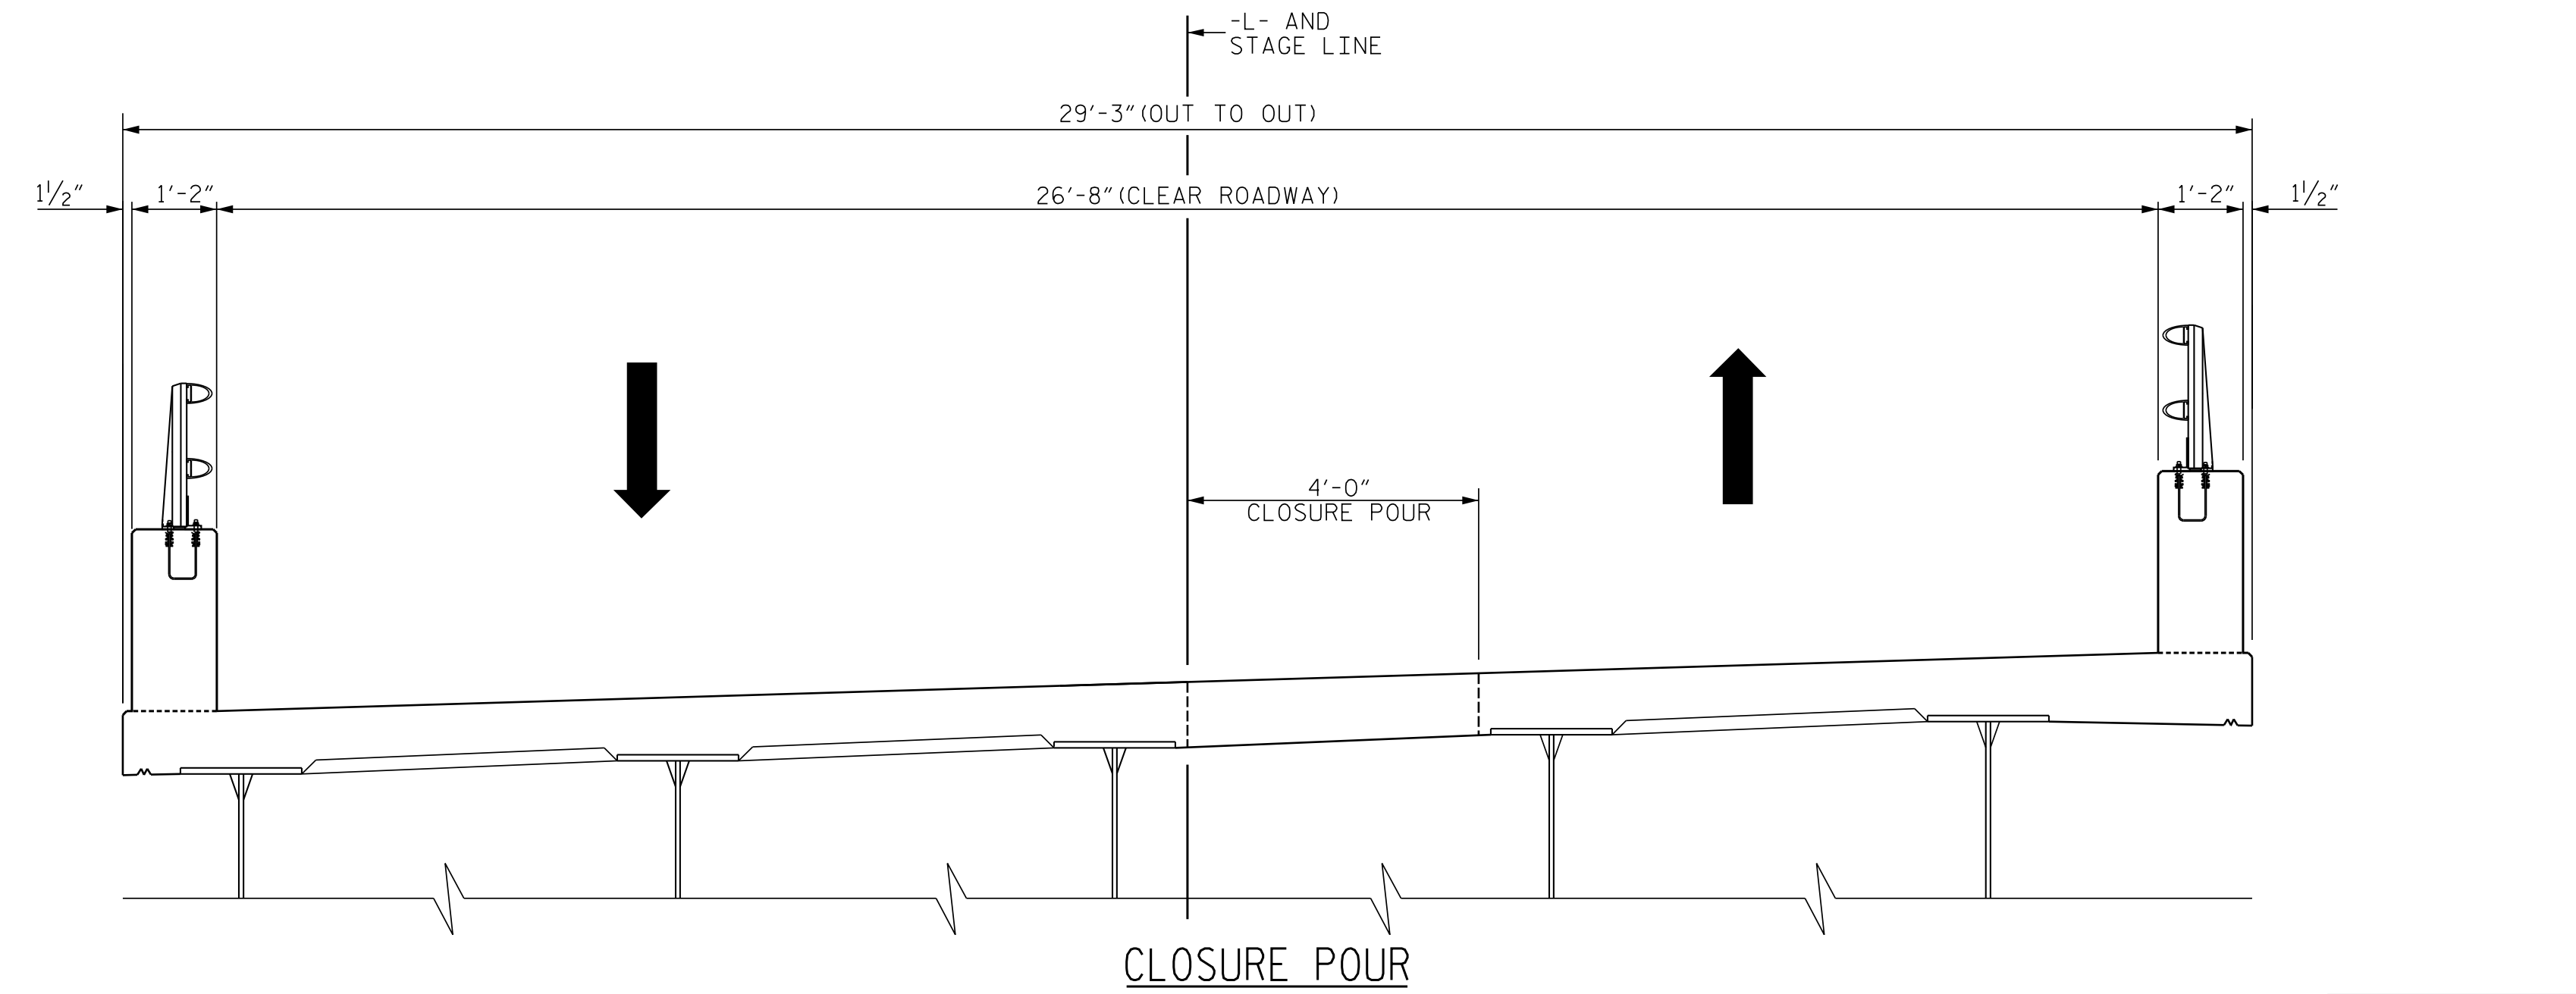 -L- AND
STAGE LINE
29'-3"(OUT TO OUT)
1½" 1'-2" 26'-8"(CLEAR ROADWAY) 1'-2" 1½"
4'-0"
CLOSURE POUR
CLOSURE POUR